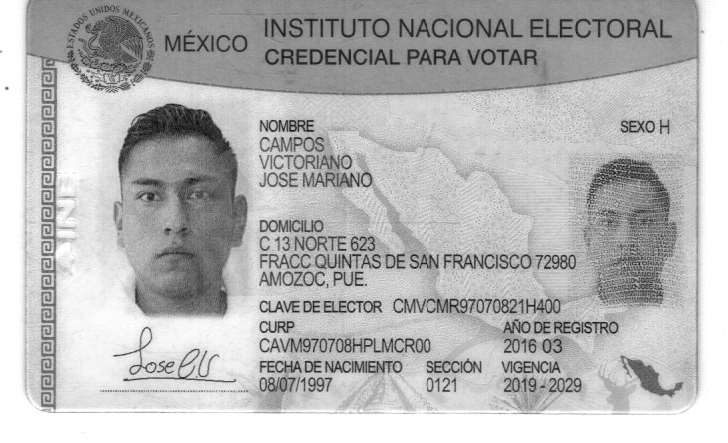 ESTADOS UNIDOS MEXICANOS
MÉXICO
INSTITUTO NACIONAL ELECTORAL
CREDENCIAL PARA VOTAR
NOMBRE
CAMPOS
VICTORIANO
JOSE MARIANO
SEXO H
DOMICILIO
C 13 NORTE 623
FRACC QUINTAS DE SAN FRANCISCO 72980
AMOZOC, PUE.
CLAVE DE ELECTOR CMVCMR97070821H400
CURP
CAVM970708HPLMCR00
AÑO DE REGISTRO
2016 03
FECHA DE NACIMIENTO
08/07/1997
SECCIÓN
0121
VIGENCIA
2019 - 2029
INE